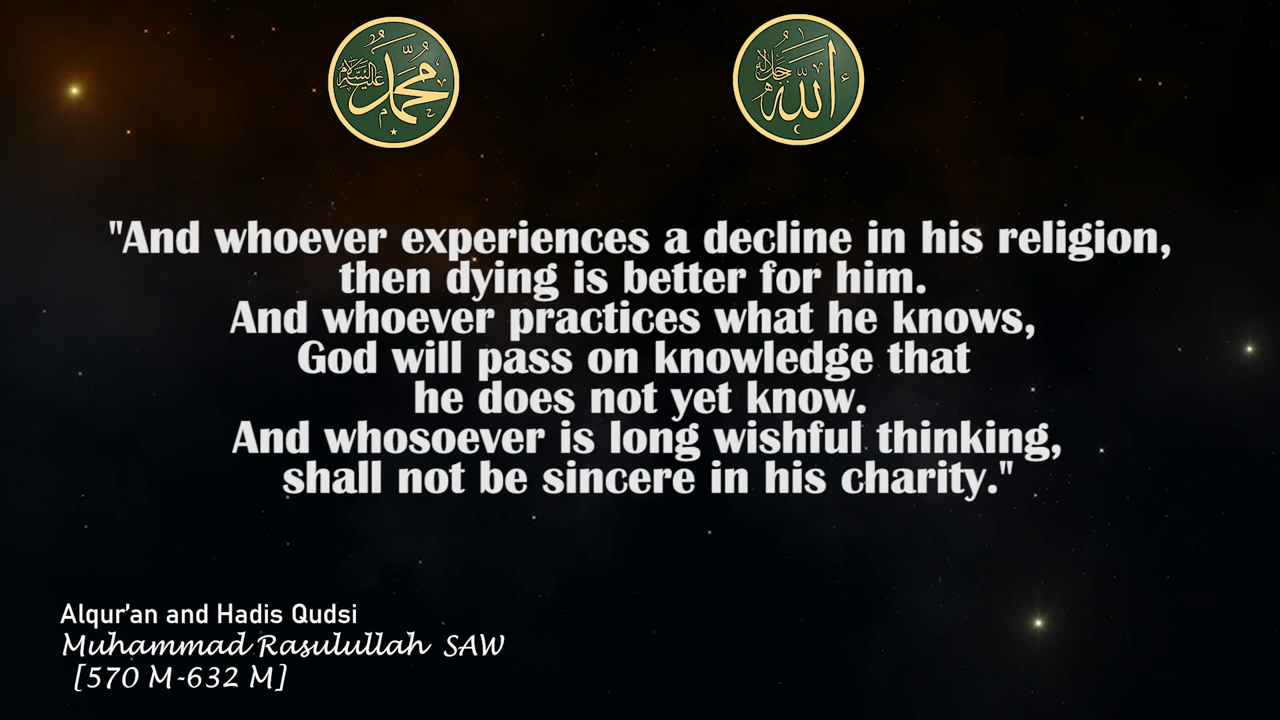 محمد عليه السلام
الله جل جلاله
"And whoever experiences a decline in his religion,
then dying is better for him.
And whoever practices what he knows,
God will pass on knowledge that
he does not yet know.
And whosoever is long wishful thinking,
shall not be sincere in his charity."
Alqur'an and Hadis Qudsi
Muhammad Rasulullah SAW
[570 M-632 M]